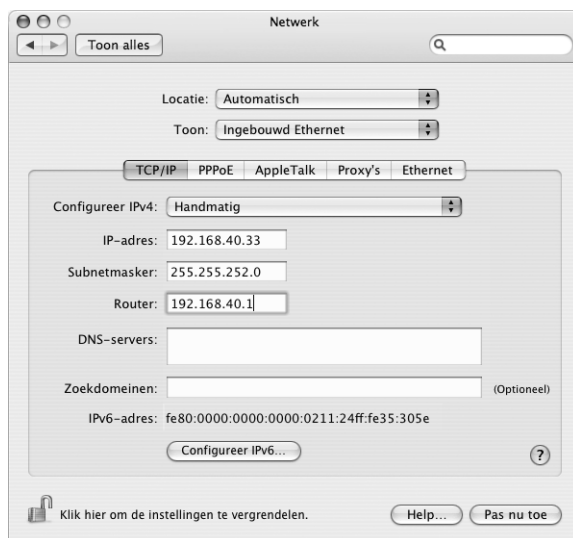 Netwerk
Toon alles
Locatie: Automatisch
Toon: Ingebouwd Ethernet
TCP/IP PPPoE AppleTalk Proxy's Ethernet
Configureer IPv4: Handmatig
IP-adres: 192.168.40.33
Subnetmasker: 255.255.252.0
Router: 192.168.40.1
DNS-servers:
Zoekdomeinen: (Optioneel)
IPv6-adres: fe80:0000:0000:0000:0211:24ff:fe35:305e
Configureer IPv6... ?
Klik hier om de instellingen te vergrendelen. Help... Pas nu toe